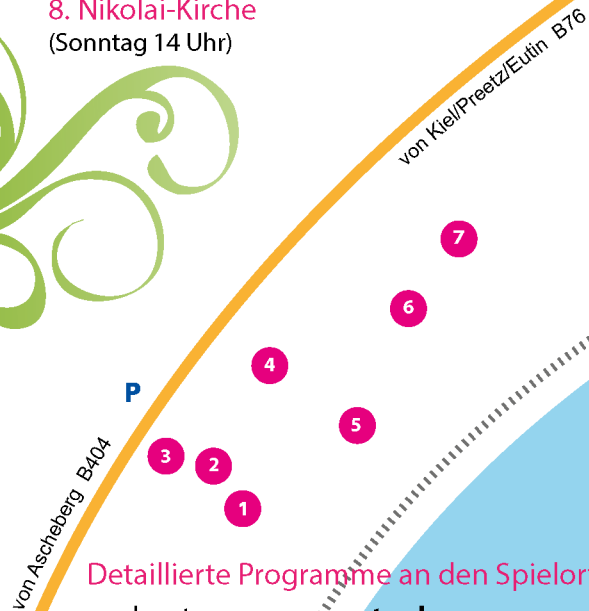 8. Nikolai-Kirche
(Sonntag 14 Uhr)
von Kiel/Preetz/Eutin B76
7
6
4
P
5
3
2
1
von Ascheberg B404
Detaillierte Programme an den